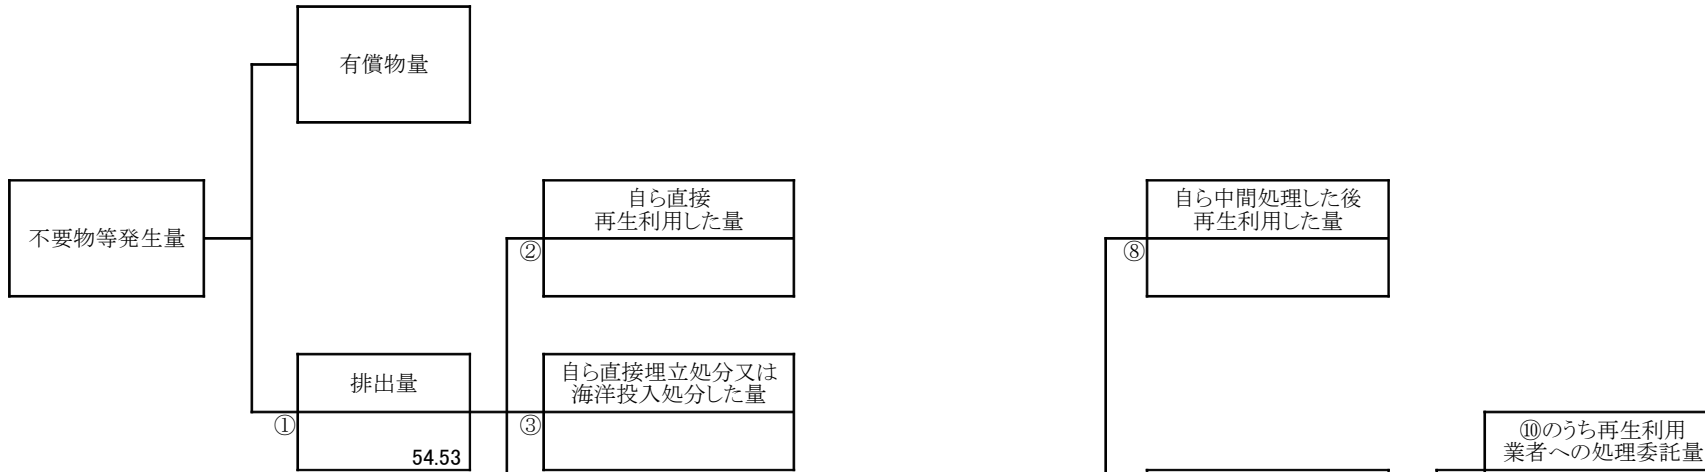 有償物量
不要物等発生量
自ら直接
再生利用した量
②
自ら中間処理した後
再生利用した量
⑧
排出量
①
54.53
自ら直接埋立処分又は
海洋投入処分した量
③
⑩のうち再生利用
業者への処理委託量